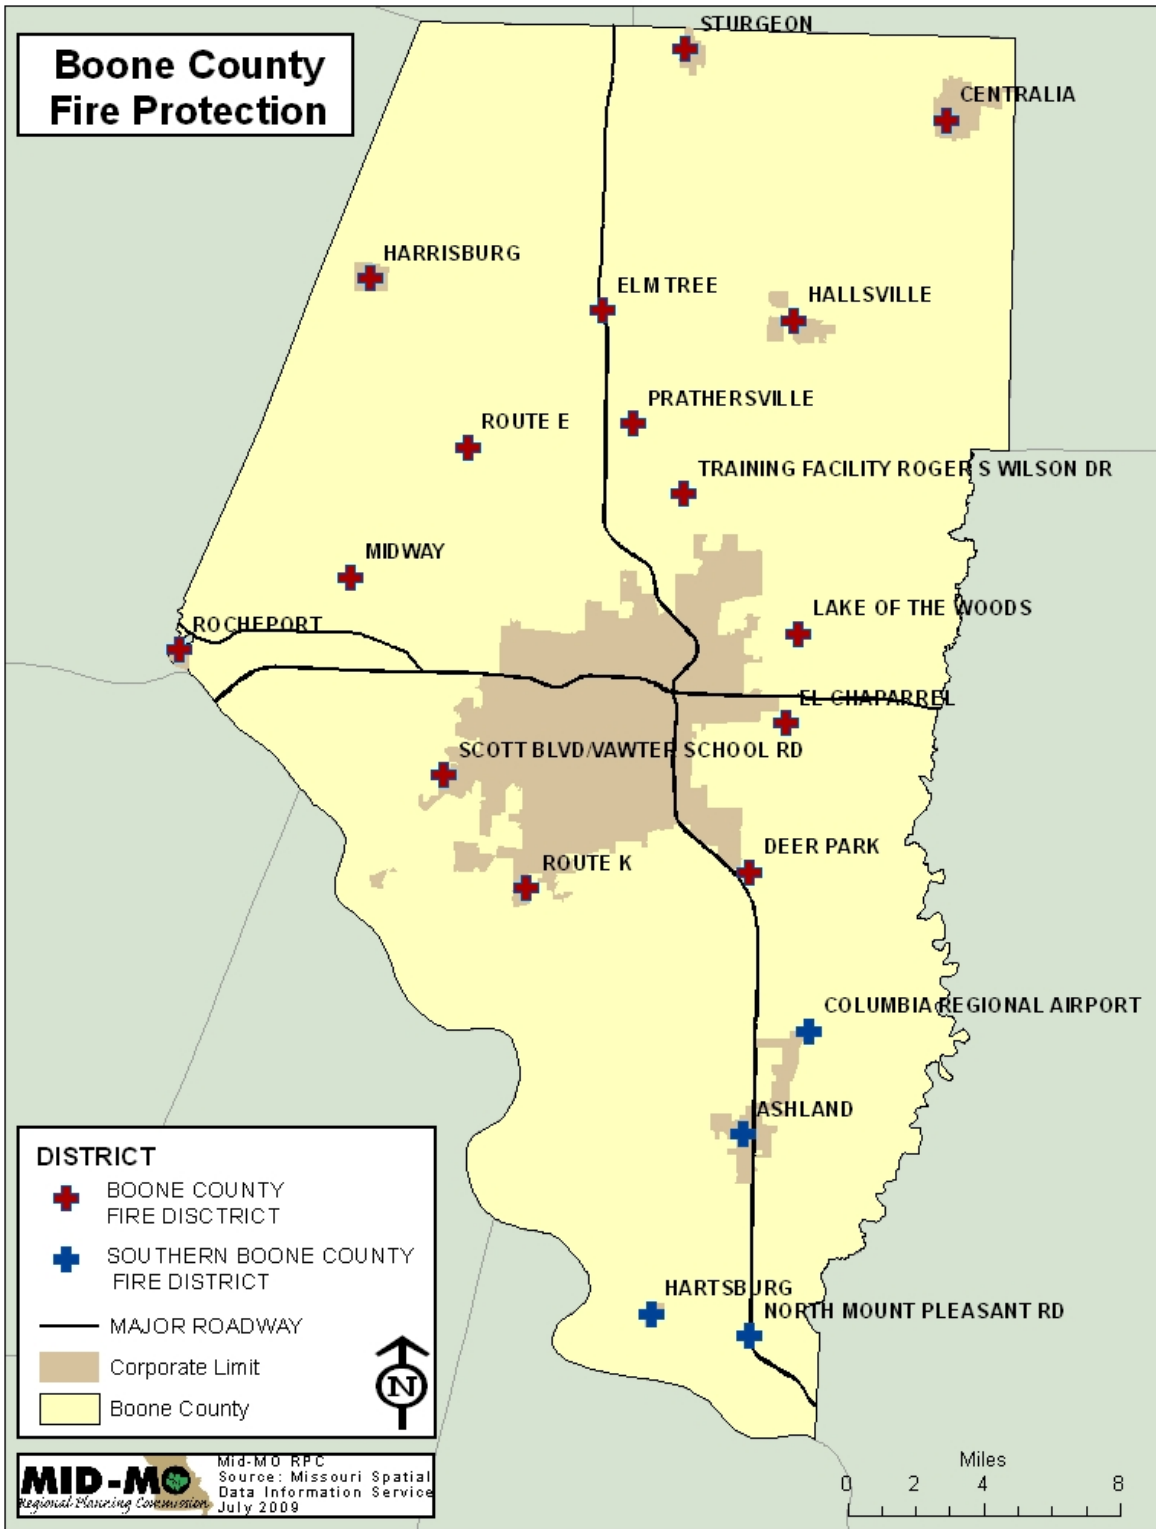 Boone County
Fire Protection
STURGEON
CENTRALIA
HARRISBURG
ELM TREE
HALLSVILLE
PRATHERSVILLE
ROUTE E
TRAINING FACILITY ROGER S WILSON DR
MIDWAY
LAKE OF THE WOODS
ROCHEPORT
EL CHAPARREL
SCOTT BLVD/VAWTER SCHOOL RD
DEER PARK
ROUTE K
COLUMBIA REGIONAL AIRPORT
ASHLAND
HARTSBURG
NORTH MOUNT PLEASANT RD
DISTRICT
BOONE COUNTY
FIRE DISCTRICT
SOUTHERN BOONE COUNTY
FIRE DISTRICT
MAJOR ROADWAY
Corporate Limit
Boone County
N
MID-MO
Regional Planning Commission
Mid-MO RPC
Source: Missouri Spatial
Data Information Service
July 2009
Miles
0 2 4 8